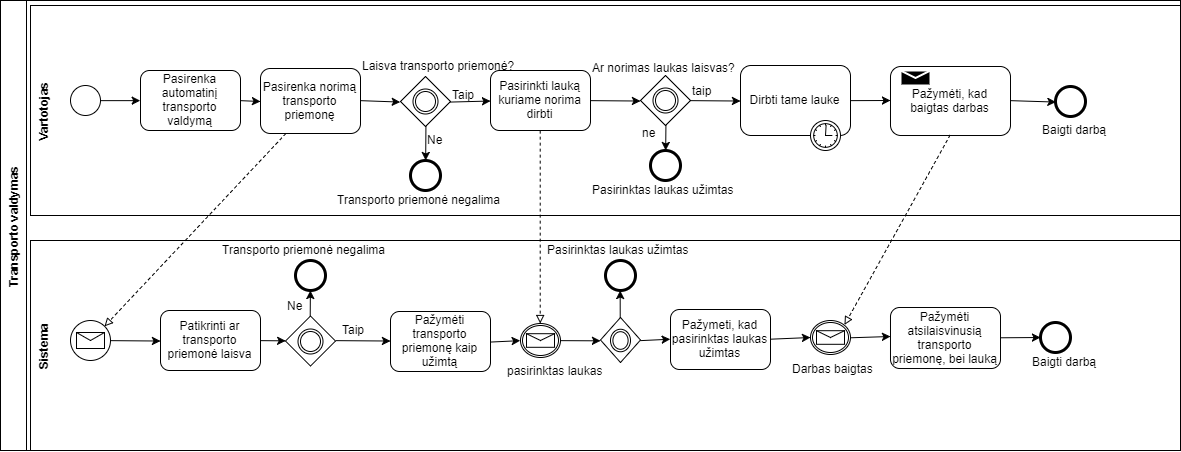 Transporto valdymas
Vartotojas
Pasirenka
automatinį
transporto
valdymą
Pasirenka norimą
transporto
priemonę
Laisva transporto priemonė?
Taip
Ne
Transporto priemonė negalima
Pasirinkti lauką
kuriame norima
dirbti
Ar norimas laukas laisvas?
taip
ne
Pasirinktas laukas užimtas
Dirbti tame lauke
Pažymėti, kad
baigtas darbas
Baigti darbą
Sistema
Patikrinti ar
transporto
priemonė laisva
Transporto priemonė negalima
Ne
Taip
Pažymėti
transporto
priemonę kaip
užimtą
pasirinktas laukas
Pasirinktas laukas užimtas
Pažymeti, kad
pasirinktas laukas
užimtas
Darbas baigtas
Pažymėti
atsilaisvinusią
transporto
priemonę, bei lauką
Baigti darbą